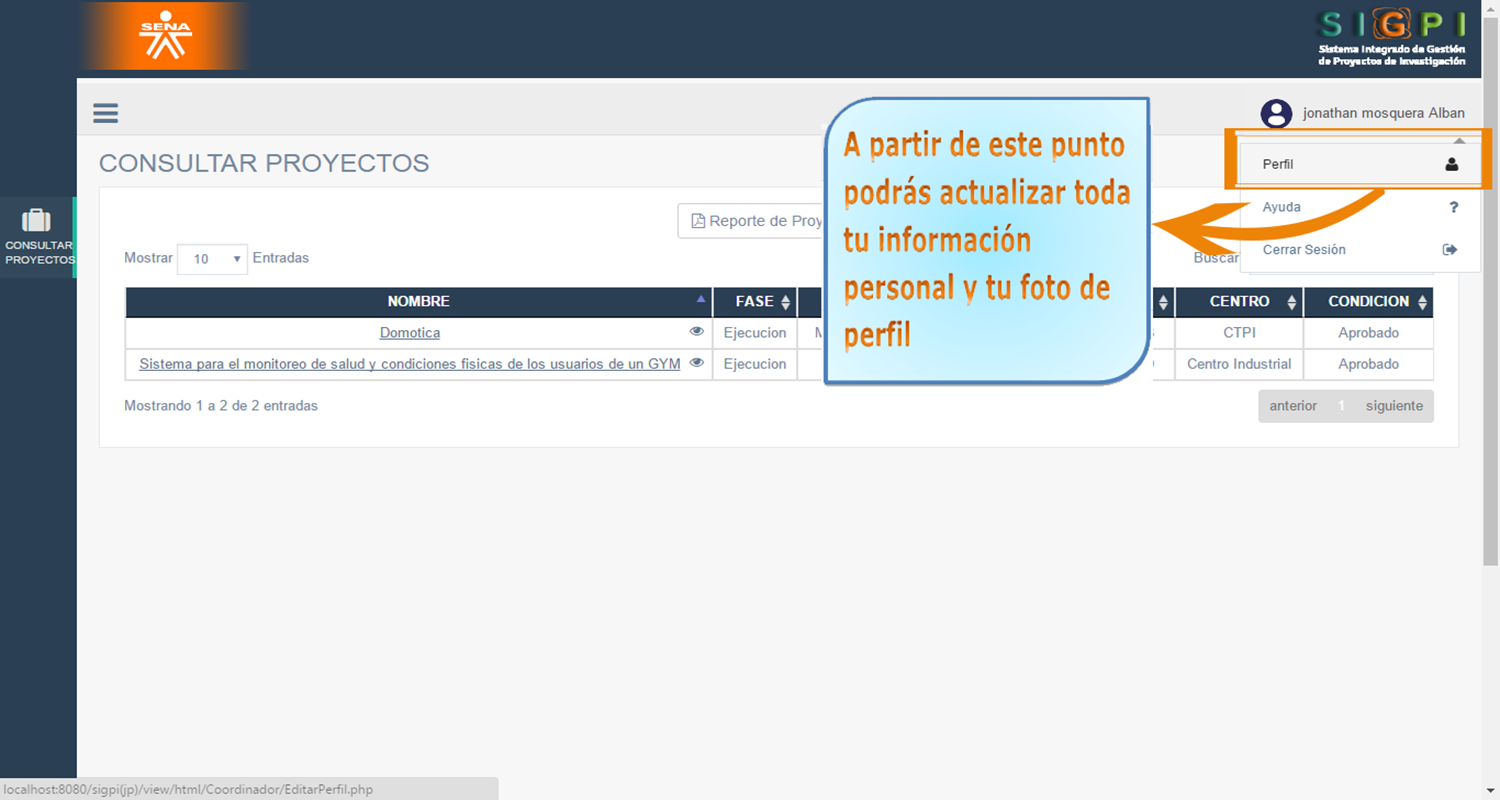 SENA
SIGPI
Sistema Integrado de Gestión
de Proyectos de Investigación
jonathan mosquera Alban
CONSULTAR PROYECTOS
Perfil
Ayuda ?
Cerrar Sesión
CONSULTAR
PROYECTOS
Reporte de Proy
A partir de este punto
podrás actualizar toda
tu información
personal y tu foto de
perfil
Mostrar 10 Entradas
Buscar
NOMBRE FASE CENTRO CONDICION
Domotica Ejecucion CTPI Aprobado
Sistema para el monitoreo de salud y condiciones fisicas de los usuarios de un GYM Ejecucion Centro Industrial Aprobado
Mostrando 1 a 2 de 2 entradas
anterior 1 siguiente
localhost:8080/sigpi(jp)/view/html/Coordinador/EditarPerfil.php